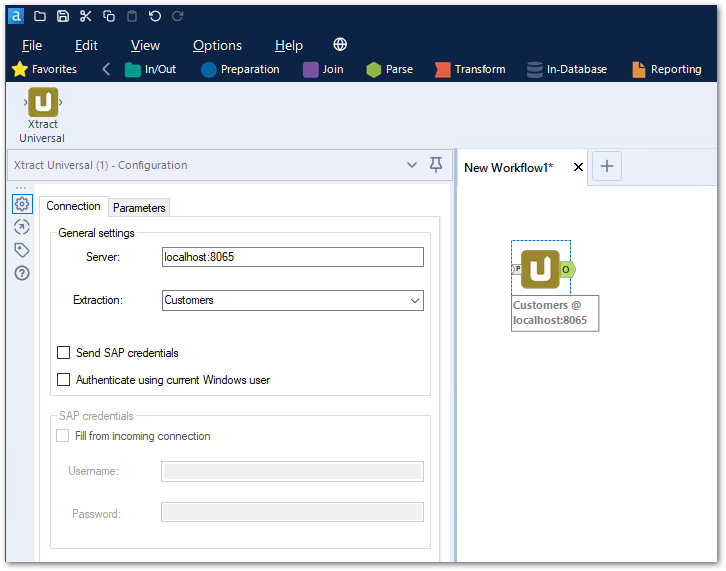 a
File Edit View Options Help
Favorites In/Out Preparation Join Parse Transform In-Database Reporting
Xtract
Universal
Xtract Universal (1) - Configuration
New Workflow1*
Connection Parameters
General settings
Server: localhost:8065
Extraction: Customers
Send SAP credentials
Authenticate using current Windows user
SAP credentials
Fill from incoming connection
Username:
Password:
P
O
Customers @
localhost:8065